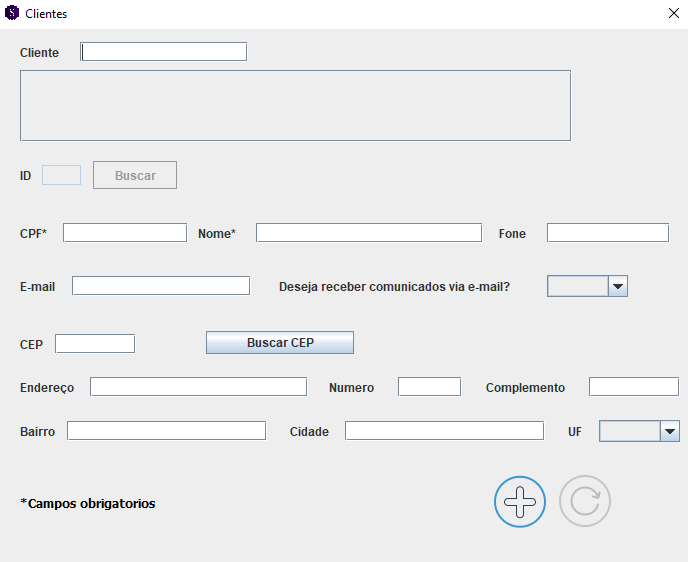 Clientes
Cliente
ID Buscar
CPF* Nome* Fone
E-mail Deseja receber comunicados via e-mail?
CEP Buscar CEP
Endereço Numero Complemento
Bairro Cidade UF
*Campos obrigatorios